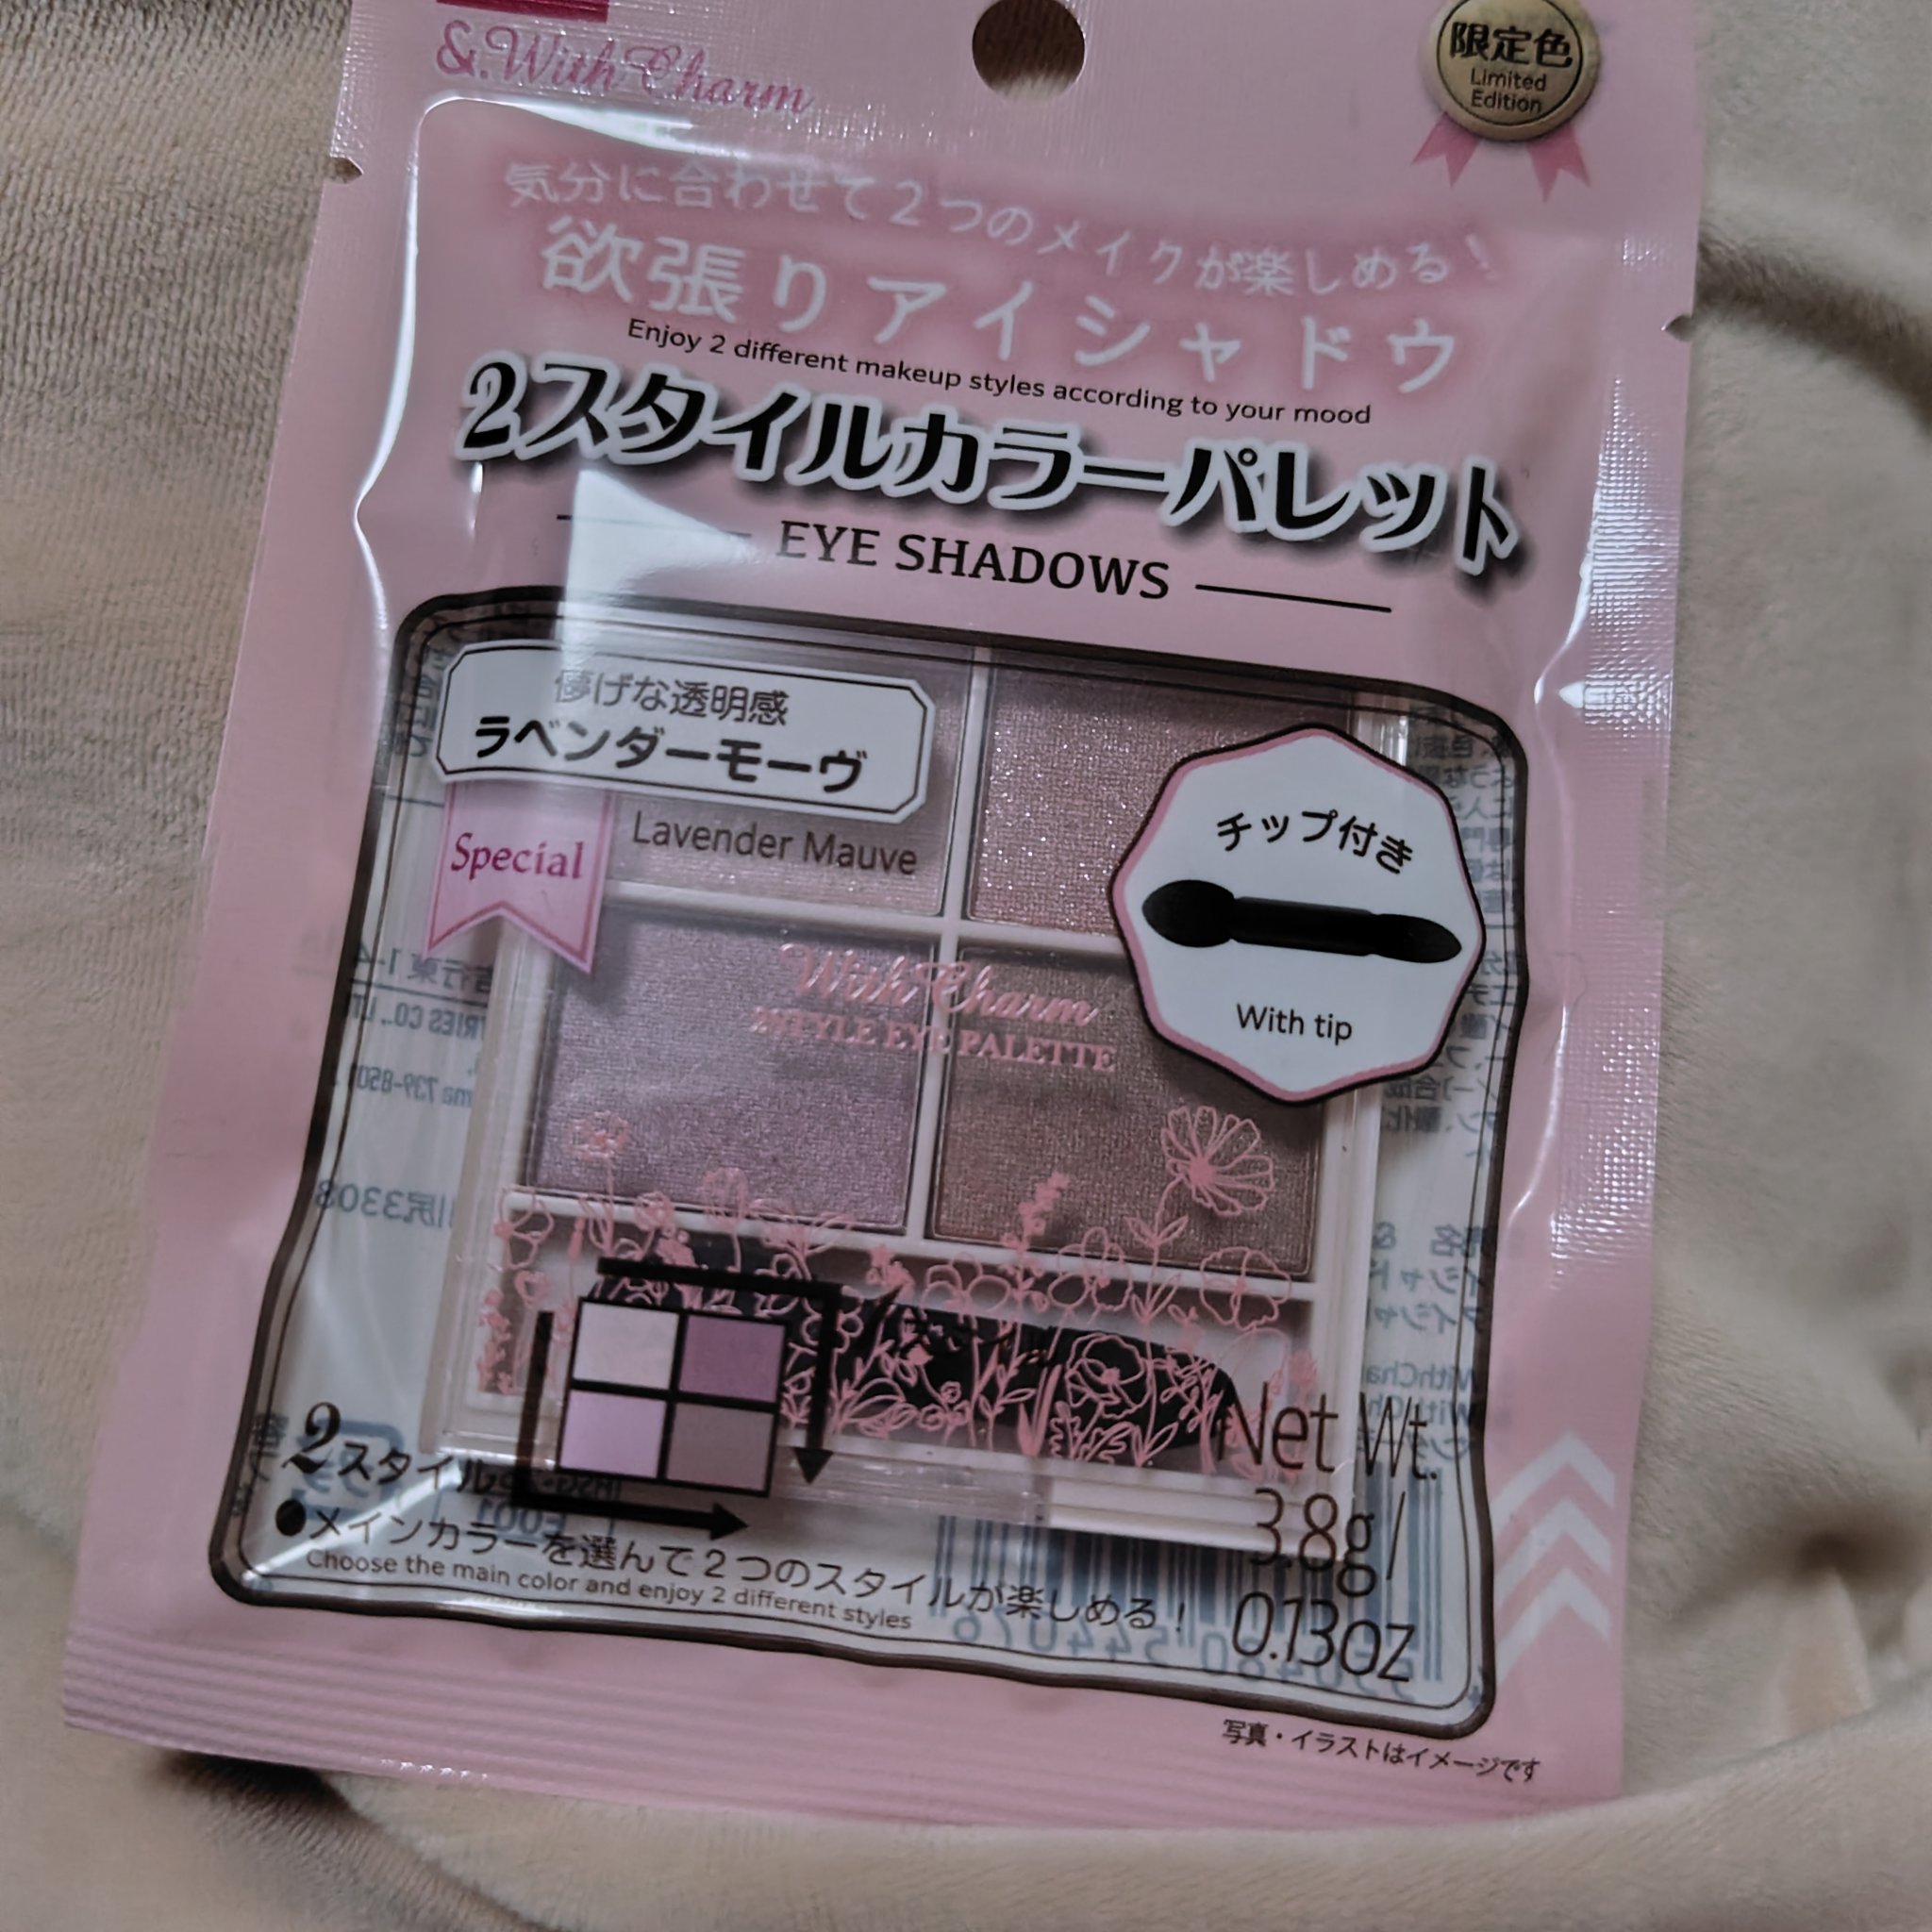 &.With Charm
限定色
Limited
Edition
気分に合わせて2つのメイクが楽しめる!
欲張りアイシャドウ
Enjoy 2 different makeup styles according to your mood
2スタイルカラーパレット
EYE SHADOWS
儚げな透明感
ラベンダーモーヴ
Lavender Mauve
Special
チップ付き
With tip
With Charm
2STYLE EYE PALETTE
2スタイル
Net Wt.
3.8g/
0.13oz
●メインカラーを選んで2つのスタイルが楽しめる!
Choose the main color and enjoy 2 different styles
写真・イラストはイメージです